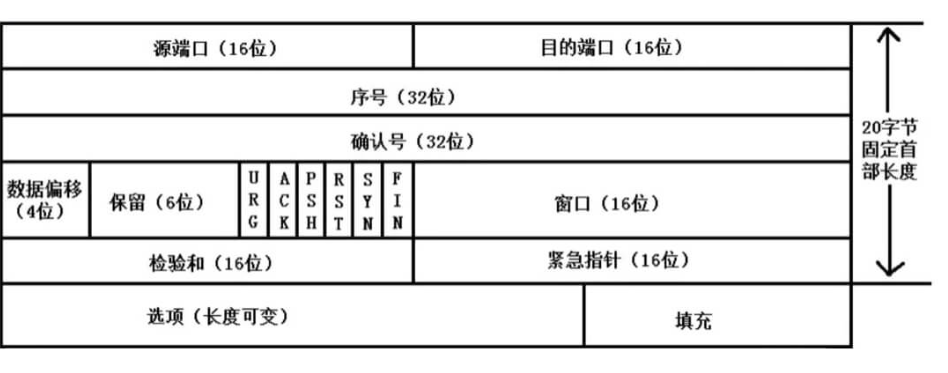 源端口（16位）
目的端口（16位）
序号（32位）
确认号（32位）
数据偏移
（4位）
保留（6位）
URG
ACK
PSH
RST
SYN
FIN
窗口（16位）
检验和（16位）
紧急指针（16位）
选项（长度可变）
填充
20字节
固定首
部长度